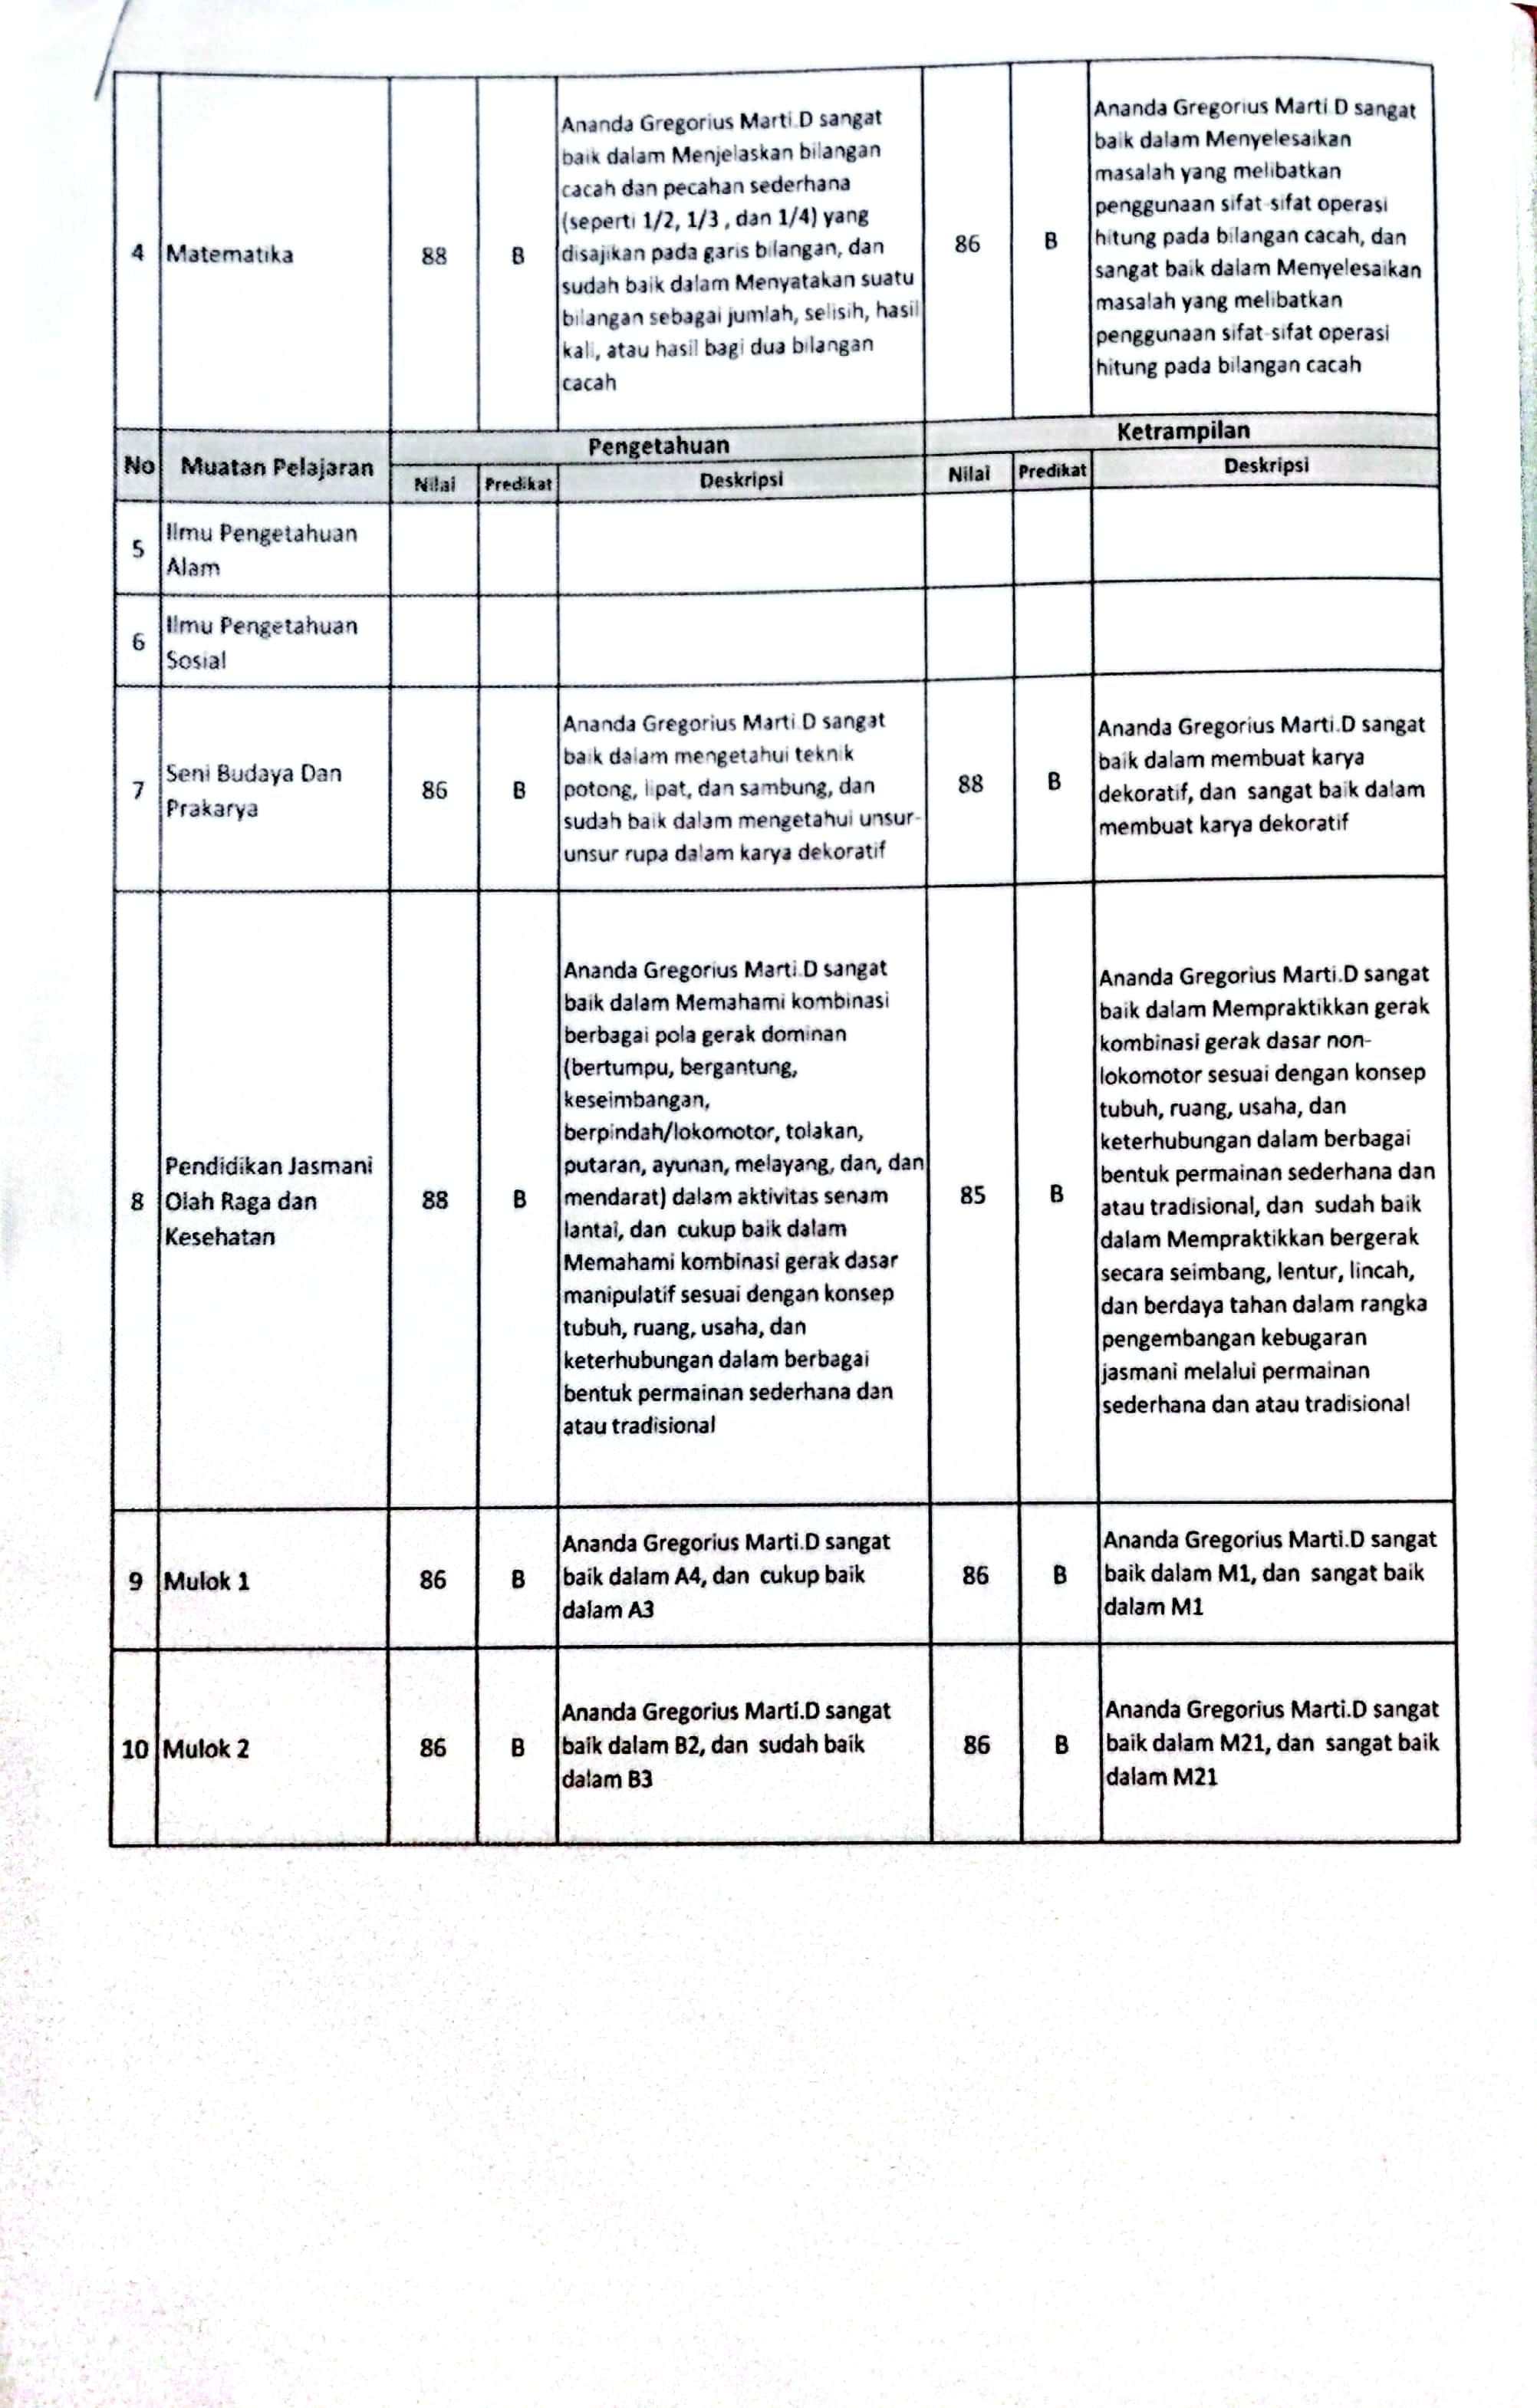 4
Matematika
88
B
Ananda Gregorius Marti.D sangat
baik dalam Menjelaskan bilangan
cacah dan pecahan sederhana
(seperti 1/2, 1/3 , dan 1/4) yang
disajikan pada garis bilangan, dan
sudah baik dalam Menyatakan suatu
bilangan sebagai jumlah, selisih, hasil
kali, atau hasil bagi dua bilangan
cacah
86
B
Ananda Gregorius Marti.D sangat
baik dalam Menyelesaikan
masalah yang melibatkan
penggunaan sifat-sifat operasi
hitung pada bilangan cacah, dan
sangat baik dalam Menyelesaikan
masalah yang melibatkan
penggunaan sifat-sifat operasi
hitung pada bilangan cacah
No
Muatan Pelajaran
Pengetahuan
Ketrampilan
Nilai
Predikat
Deskripsi
Nilai
Predikat
Deskripsi
5
Ilmu Pengetahuan
Alam
6
Ilmu Pengetahuan
Sosial
7
Seni Budaya Dan
Prakarya
86
B
Ananda Gregorius Marti.D sangat
baik dalam mengetahui teknik
potong, lipat, dan sambung, dan
sudah baik dalam mengetahui unsur-
unsur rupa dalam karya dekoratif
88
B
Ananda Gregorius Marti.D sangat
baik dalam membuat karya
dekoratif, dan sangat baik dalam
membuat karya dekoratif
8
Pendidikan Jasmani
Olah Raga dan
Kesehatan
88
B
Ananda Gregorius Marti.D sangat
baik dalam Memahami kombinasi
berbagai pola gerak dominan
(bertumpu, bergantung,
keseimbangan,
berpindah/lokomotor, tolakan,
putaran, ayunan, melayang, dan, dan
mendarat) dalam aktivitas senam
lantai, dan cukup baik dalam
Memahami kombinasi gerak dasar
manipulatif sesuai dengan konsep
tubuh, ruang, usaha, dan
keterhubungan dalam berbagai
bentuk permainan sederhana dan
atau tradisional
85
B
Ananda Gregorius Marti.D sangat
baik dalam Mempraktikkan gerak
kombinasi gerak dasar non-
lokomotor sesuai dengan konsep
tubuh, ruang, usaha, dan
keterhubungan dalam berbagai
bentuk permainan sederhana dan
atau tradisional, dan sudah baik
dalam Mempraktikkan bergerak
secara seimbang, lentur, lincah,
dan berdaya tahan dalam rangka
pengembangan kebugaran
jasmani melalui permainan
sederhana dan atau tradisional
9
Mulok 1
86
B
Ananda Gregorius Marti.D sangat
baik dalam A4, dan cukup baik
dalam A3
86
B
Ananda Gregorius Marti.D sangat
baik dalam M1, dan sangat baik
dalam M1
10
Mulok 2
86
B
Ananda Gregorius Marti.D sangat
baik dalam B2, dan sudah baik
dalam B3
86
B
Ananda Gregorius Marti.D sangat
baik dalam M21, dan sangat baik
dalam M21